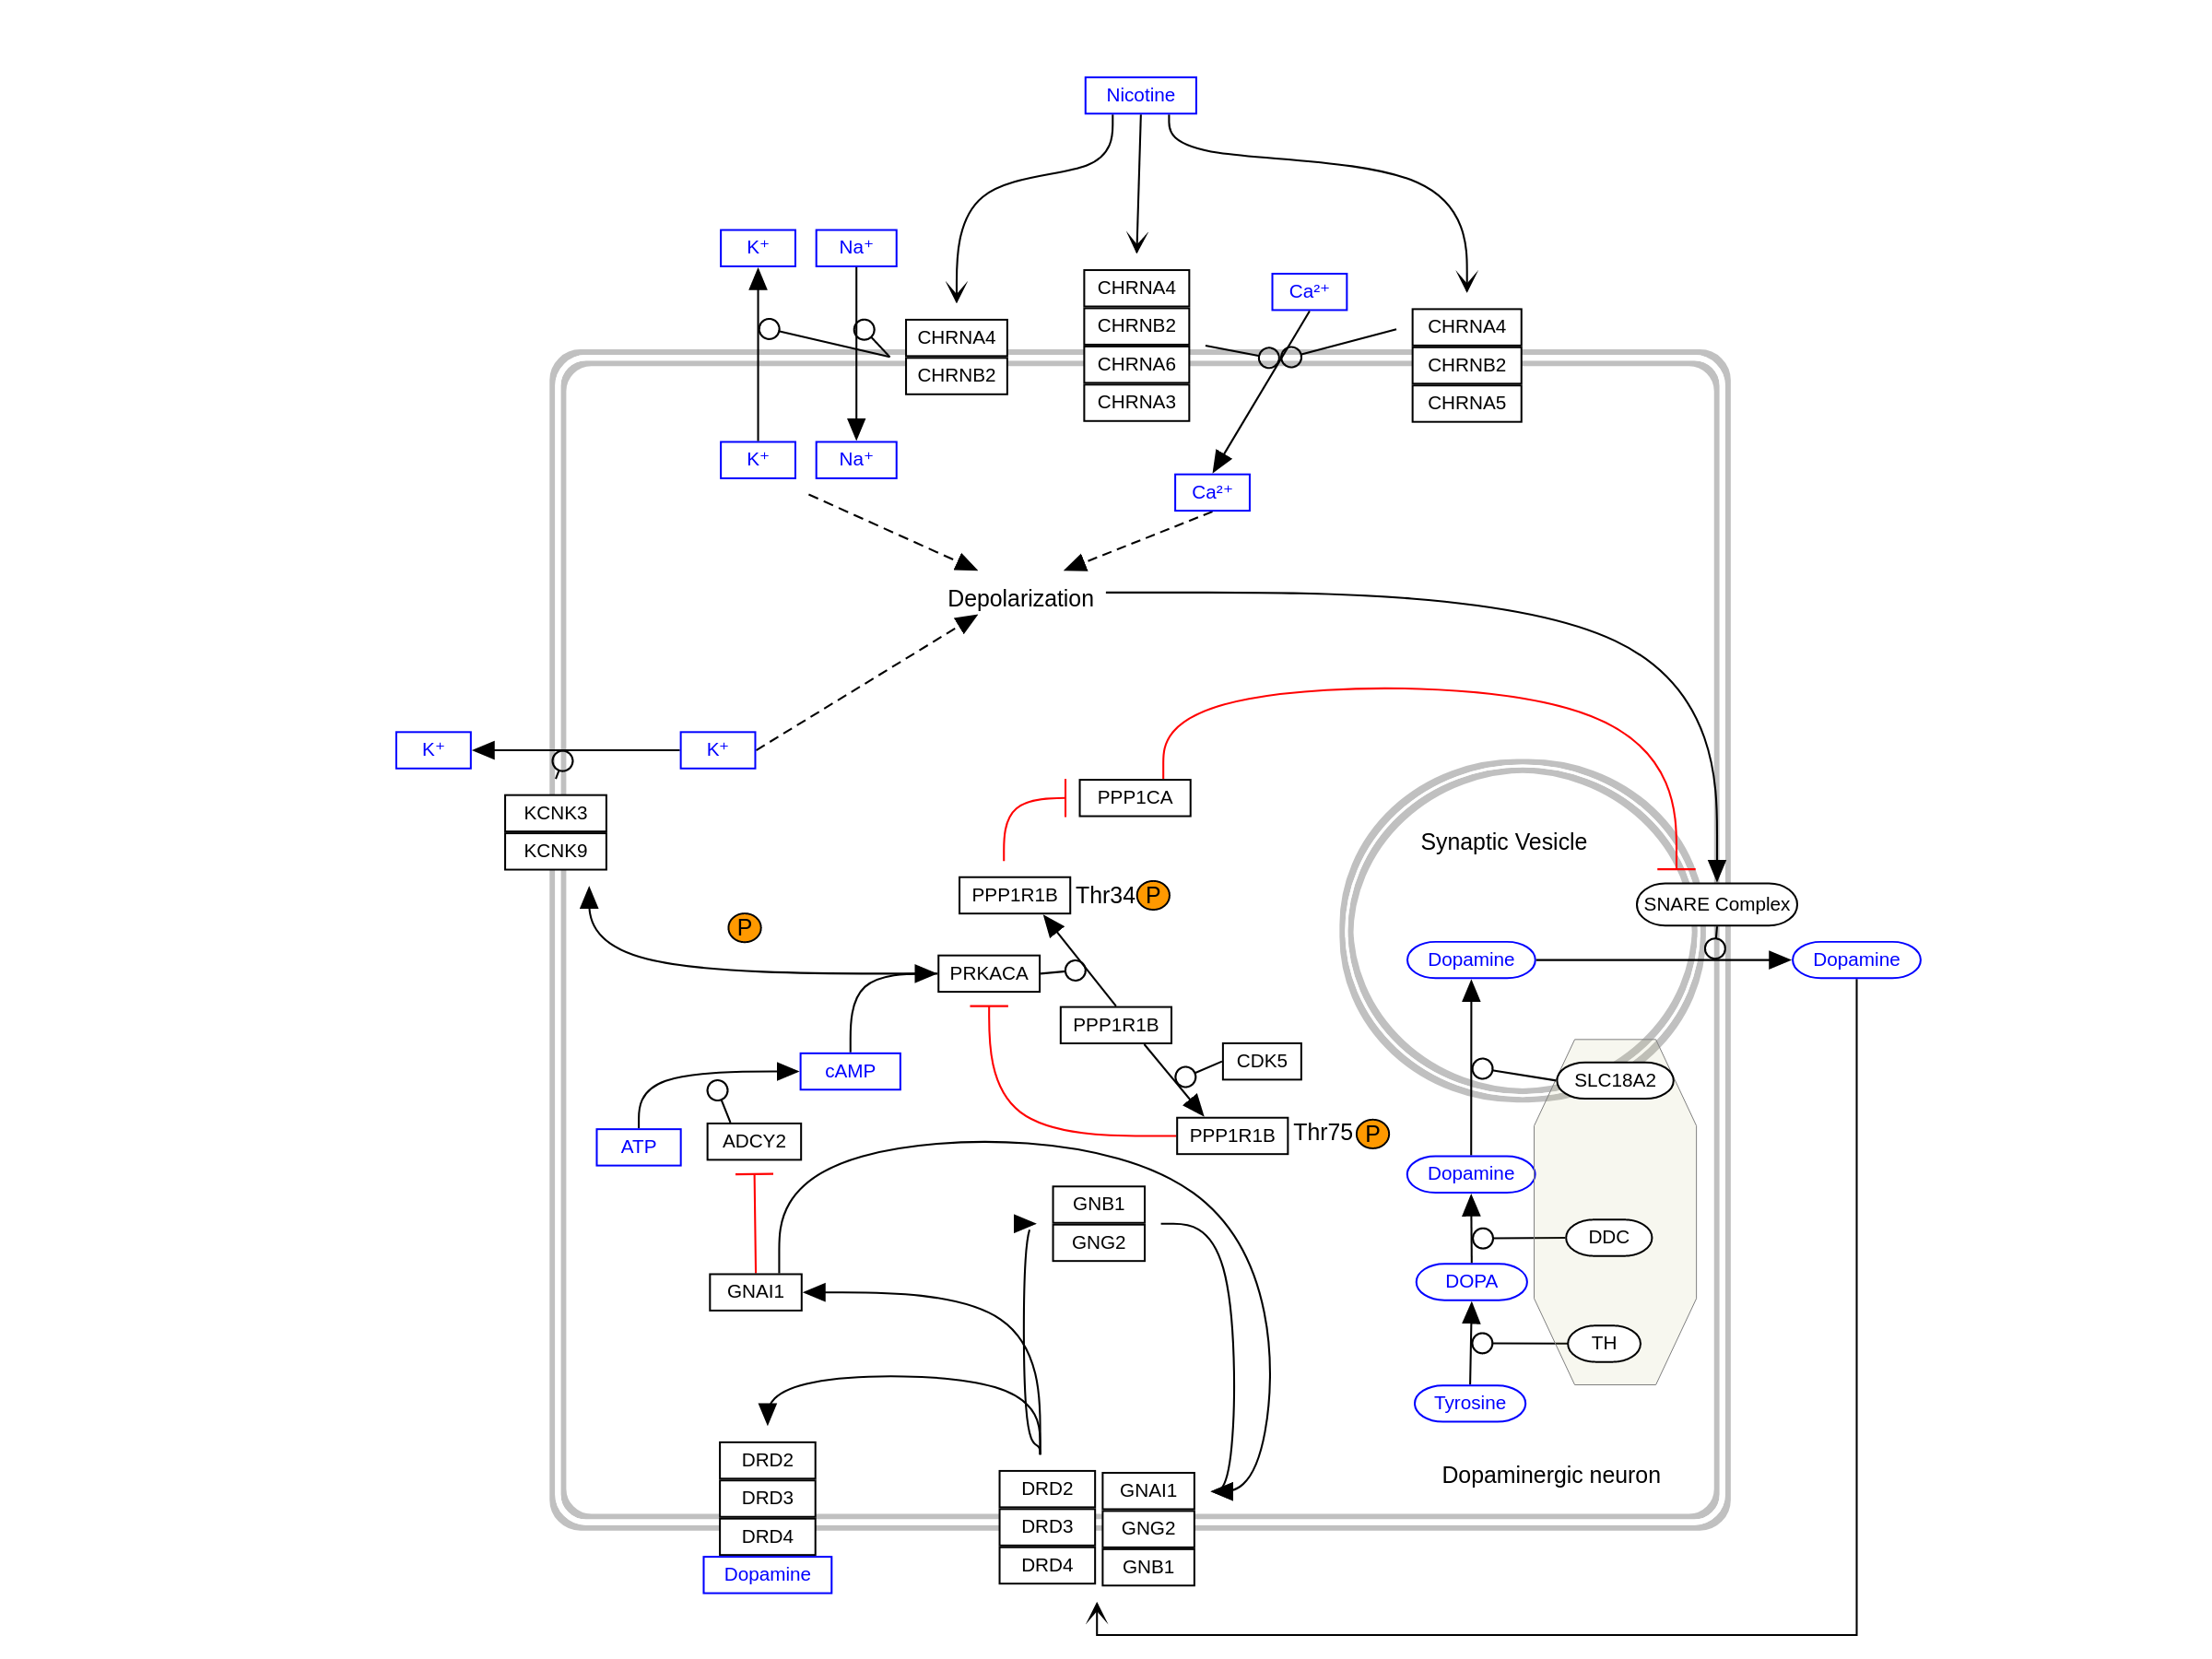 Nicotine
K⁺
Na⁺
CHRNA4
CHRNB2
CHRNA4
CHRNB2
CHRNA6
CHRNA3
Ca²⁺
CHRNA4
CHRNB2
CHRNA5
K⁺
Na⁺
Ca²⁺
Depolarization
K⁺
K⁺
KCNK3
KCNK9
PPP1CA
Synaptic Vesicle
PPP1R1B
Thr34
P
SNARE Complex
P
Dopamine
Dopamine
PRKACA
PPP1R1B
CDK5
cAMP
SLC18A2
ATP
ADCY2
PPP1R1B
Thr75
P
Dopamine
GNB1
GNG2
DDC
GNAI1
DOPA
TH
Tyrosine
Dopaminergic neuron
DRD2
DRD3
DRD4
Dopamine
DRD2
DRD3
DRD4
GNAI1
GNG2
GNB1